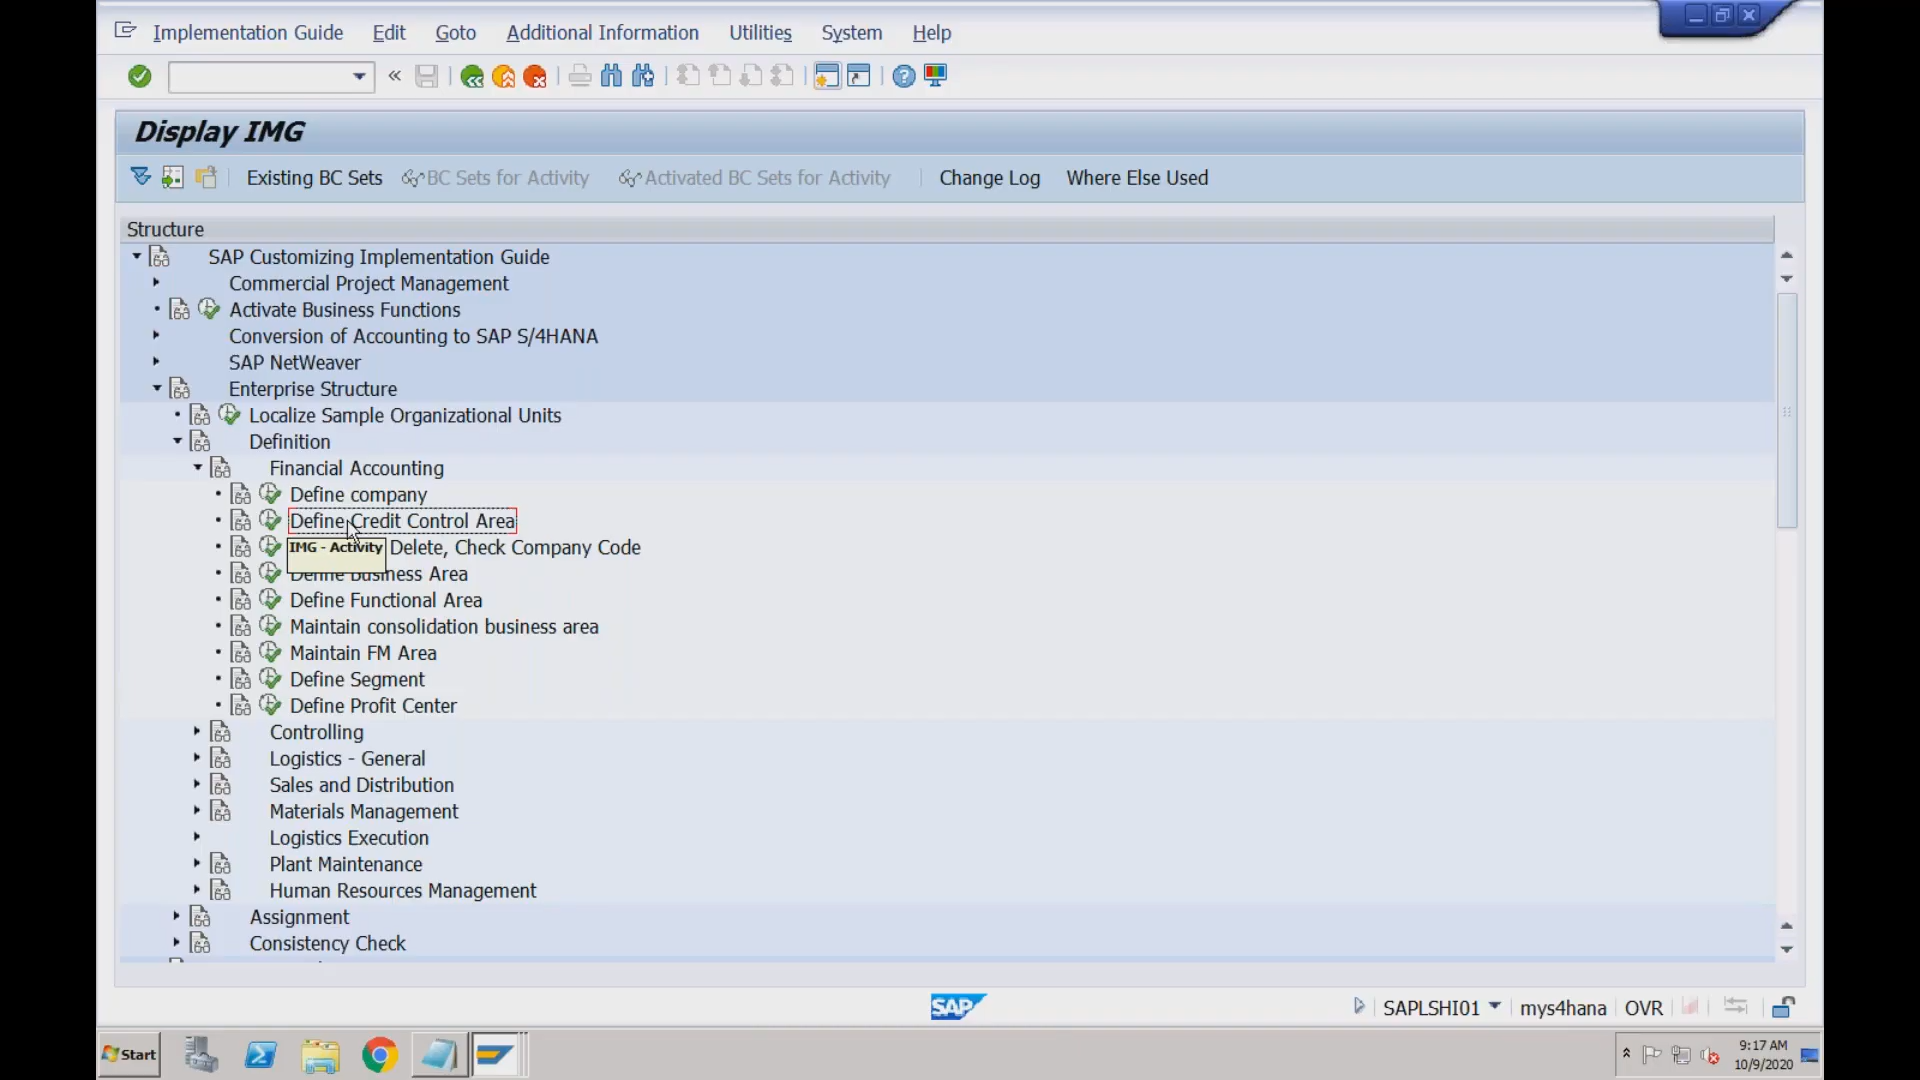 Implementation Guide Edit Goto Additional Information Utilities System Help
Display IMG
Existing BC Sets BC Sets for Activity Activated BC Sets for Activity Change Log Where Else Used
Structure
SAP Customizing Implementation Guide
Commercial Project Management
Activate Business Functions
Conversion of Accounting to SAP S/4HANA
SAP NetWeaver
Enterprise Structure
Localize Sample Organizational Units
Definition
Financial Accounting
Define company
Define Credit Control Area
IMG - Activity Delete, Check Company Code
Define Business Area
Define Functional Area
Maintain consolidation business area
Maintain FM Area
Define Segment
Define Profit Center
Controlling
Logistics - General
Sales and Distribution
Materials Management
Logistics Execution
Plant Maintenance
Human Resources Management
Assignment
Consistency Check
SAP SAPLSHI01 mys4hana OVR
Start 9:17 AM
10/9/2020